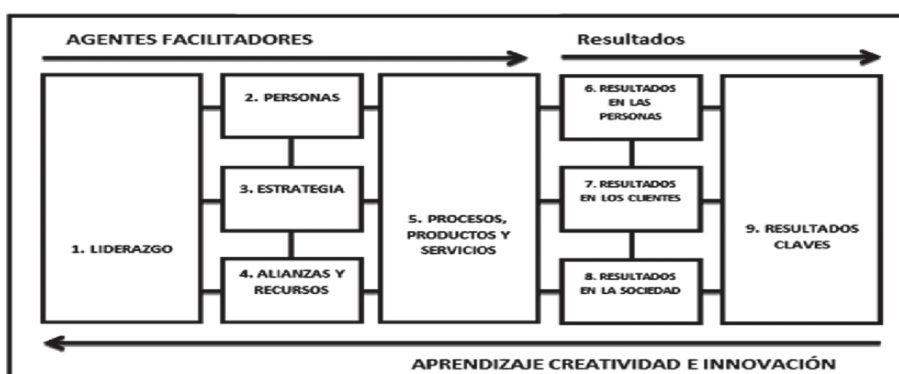 AGENTES FACILITADORES
Resultados
1. LIDERAZGO
2. PERSONAS
3. ESTRATEGIA
4. ALIANZAS Y
RECURSOS
5. PROCESOS,
PRODUCTOS Y
SERVICIOS
6. RESULTADOS
EN LAS
PERSONAS
7. RESULTADOS
EN LOS CLIENTES
8. RESULTADOS
EN LA SOCIEDAD
9. RESULTADOS
CLAVES
APRENDIZAJE CREATIVIDAD E INNOVACIÓN